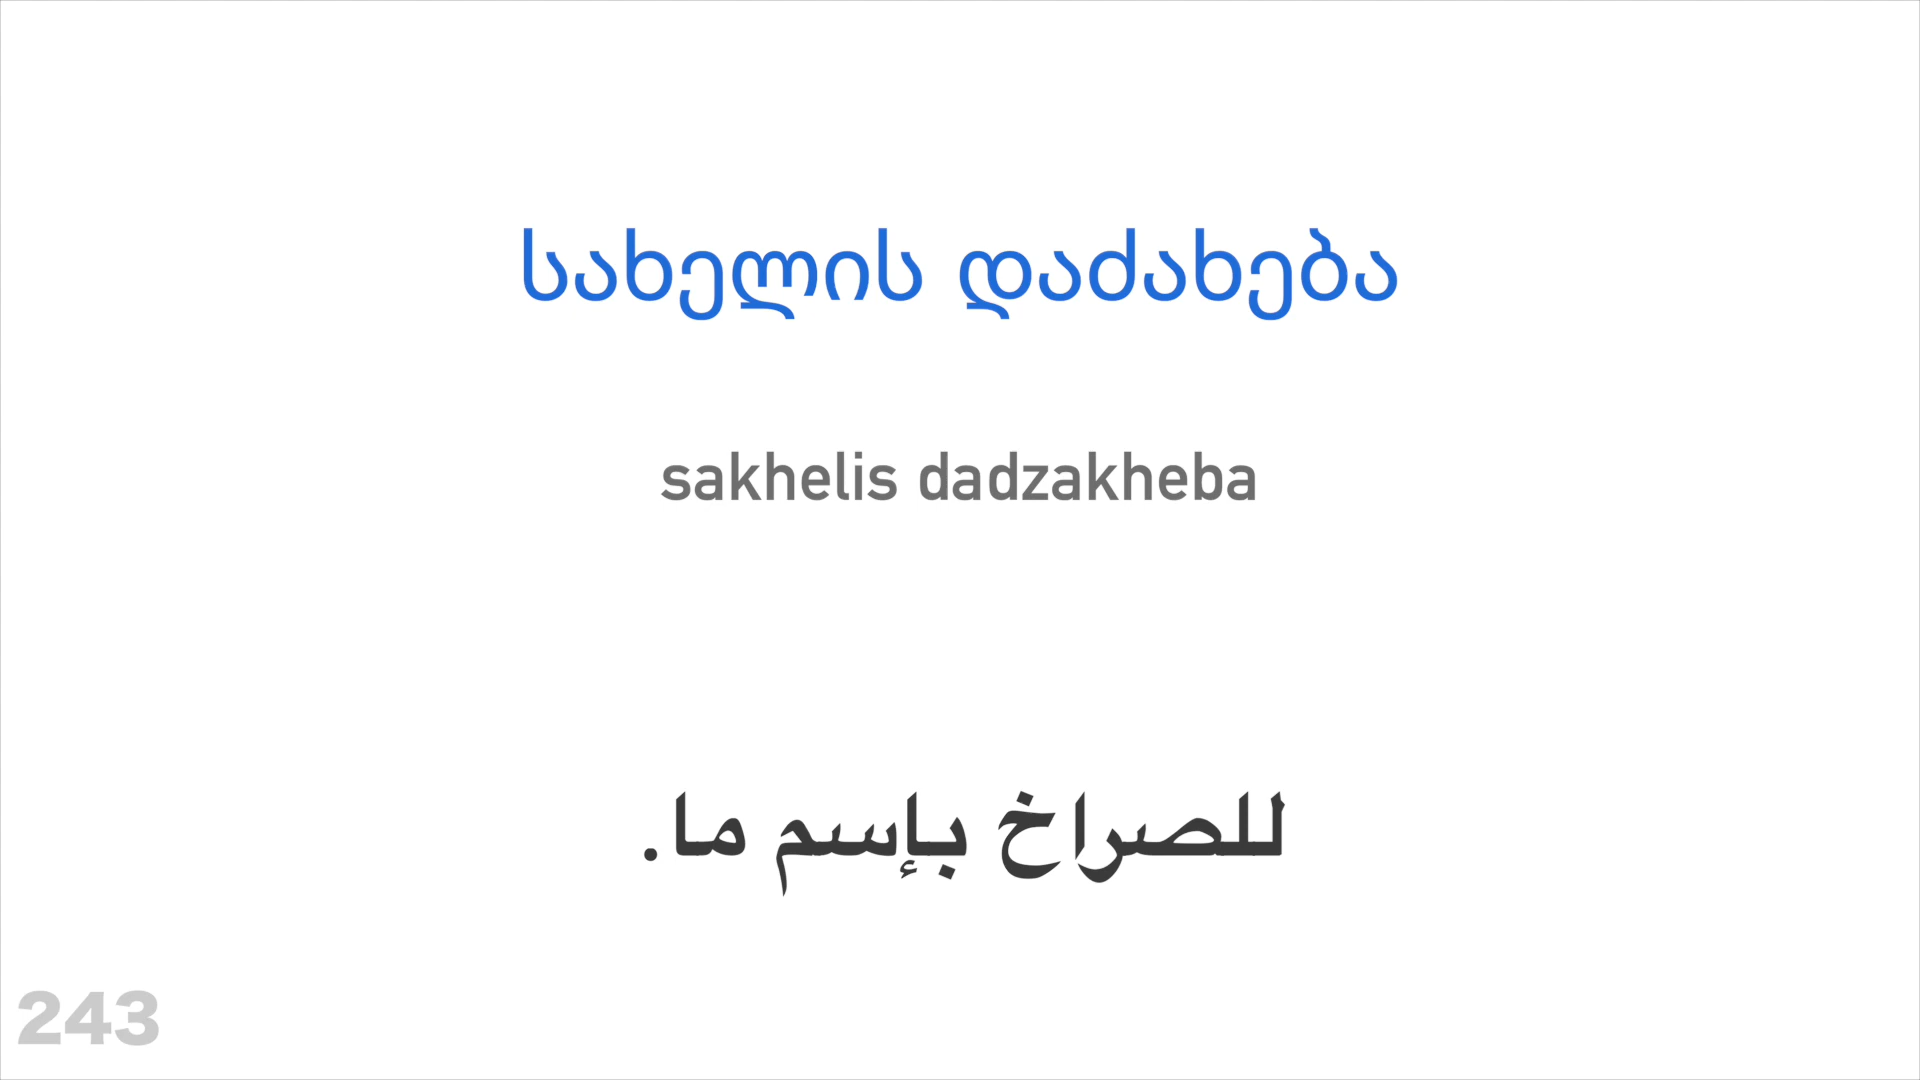 სახელის დაძახება
sakhelis dadzakheba
للصراخ بإسم ما.
243